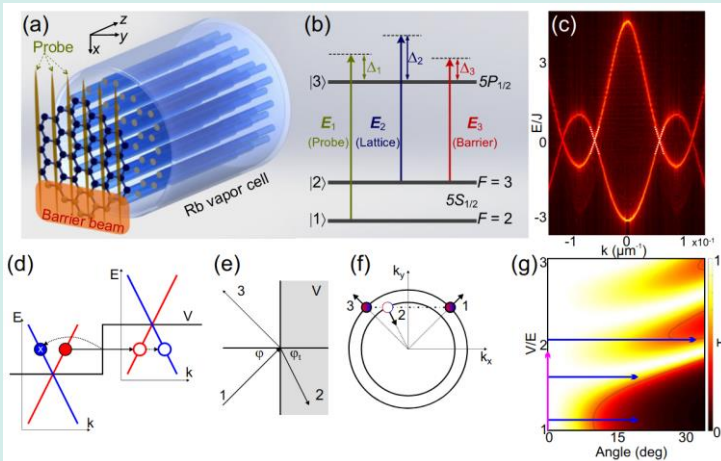 (a)
z
y
x
Probe
Barrier beam
Rb vapor cell
(b)
|3⟩
5P1/2
Δ1
Δ2
Δ3
E1
(Probe)
E2
(Lattice)
E3
(Barrier)
|2⟩
F = 3
5S1/2
|1⟩
F = 2
(c)
E/J
3
0
-3
-1
0
1
x 10⁻¹
k (μm⁻¹)
(d)
E
k
E
V
k
(e)
V
3
φ
φt
1
2
(f)
ky
3
2
1
kx
(g)
V/E
3
2
1
0
15
30
Angle (deg)
1
T
0